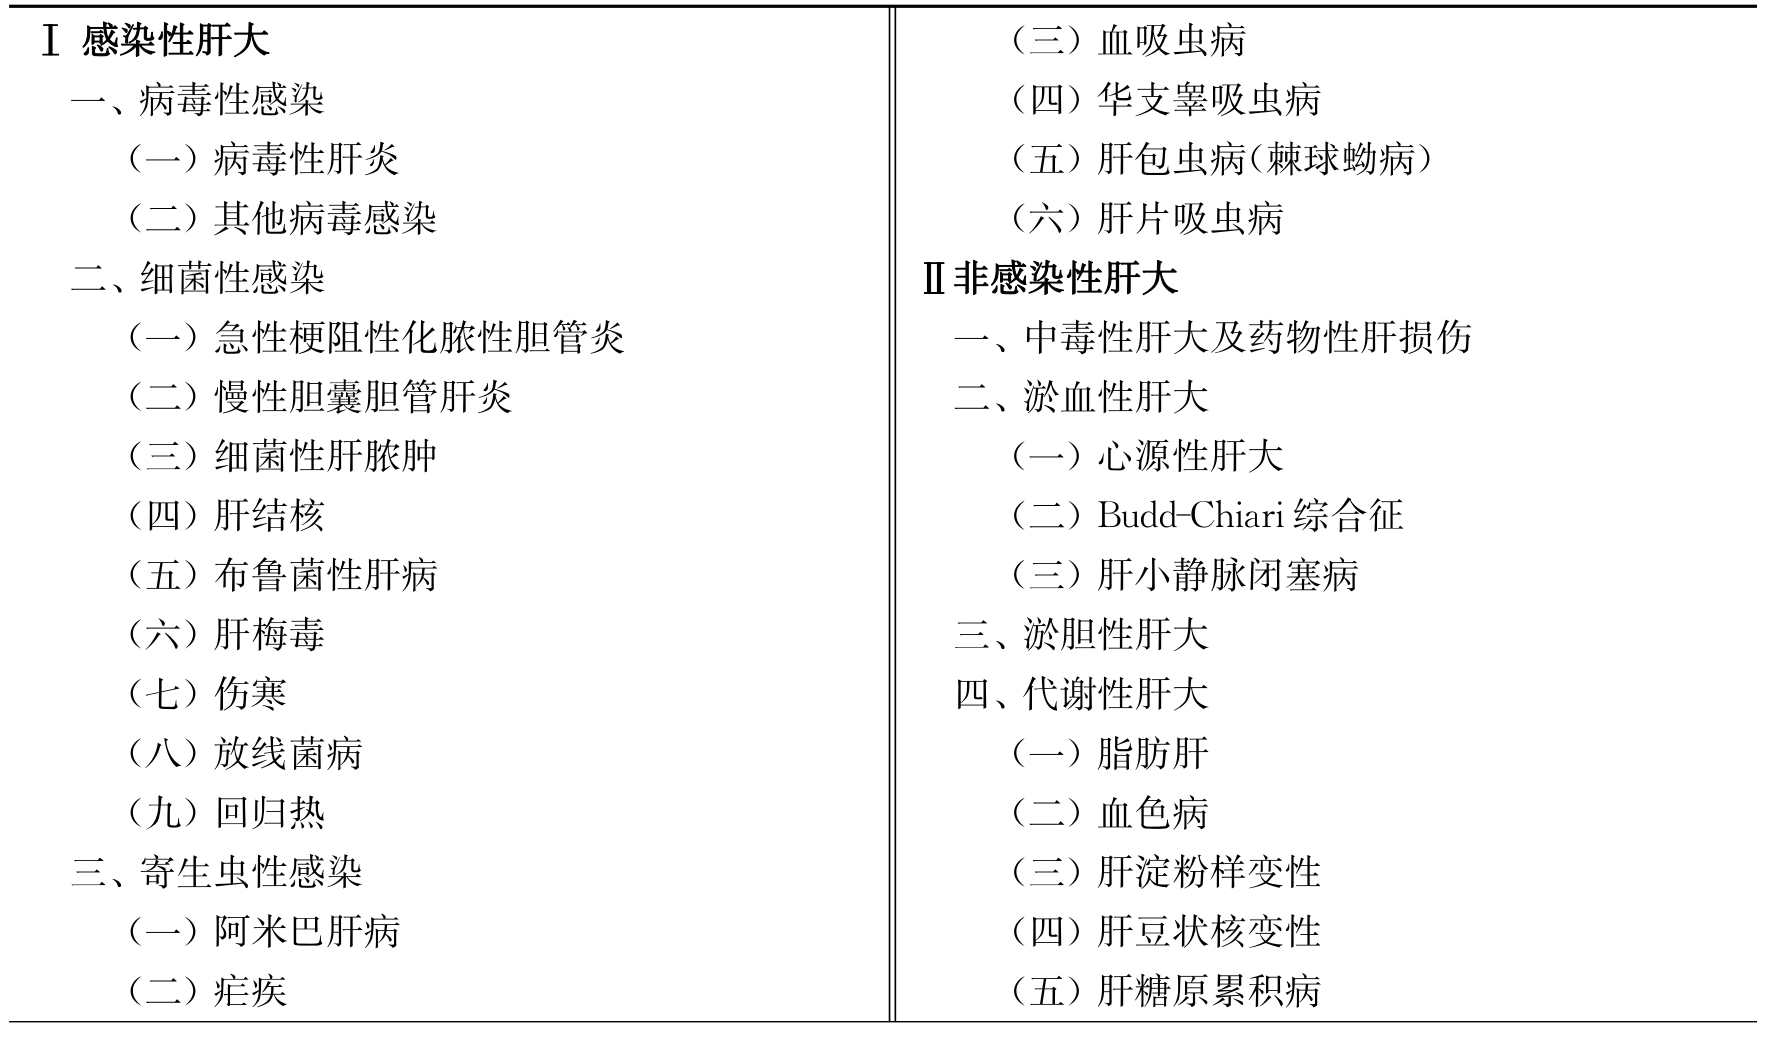 Ⅰ 感染性肝大
一、病毒性感染
（一）病毒性肝炎
（二）其他病毒感染
二、细菌性感染
（一）急性梗阻性化脓性胆管炎
（二）慢性胆囊胆管肝炎
（三）细菌性肝脓肿
（四）肝结核
（五）布鲁菌性肝病
（六）肝梅毒
（七）伤寒
（八）放线菌病
（九）回归热
三、寄生虫性感染
（一）阿米巴肝病
（二）疟疾
（三）血吸虫病
（四）华支睾吸虫病
（五）肝包虫病（棘球蚴病）
（六）肝片吸虫病
Ⅱ非感染性肝大
一、中毒性肝大及药物性肝损伤
二、淤血性肝大
（一）心源性肝大
（二）Budd-Chiari 综合征
（三）肝小静脉闭塞病
三、淤胆性肝大
四、代谢性肝大
（一）脂肪肝
（二）血色病
（三）肝淀粉样变性
（四）肝豆状核变性
（五）肝糖原累积病